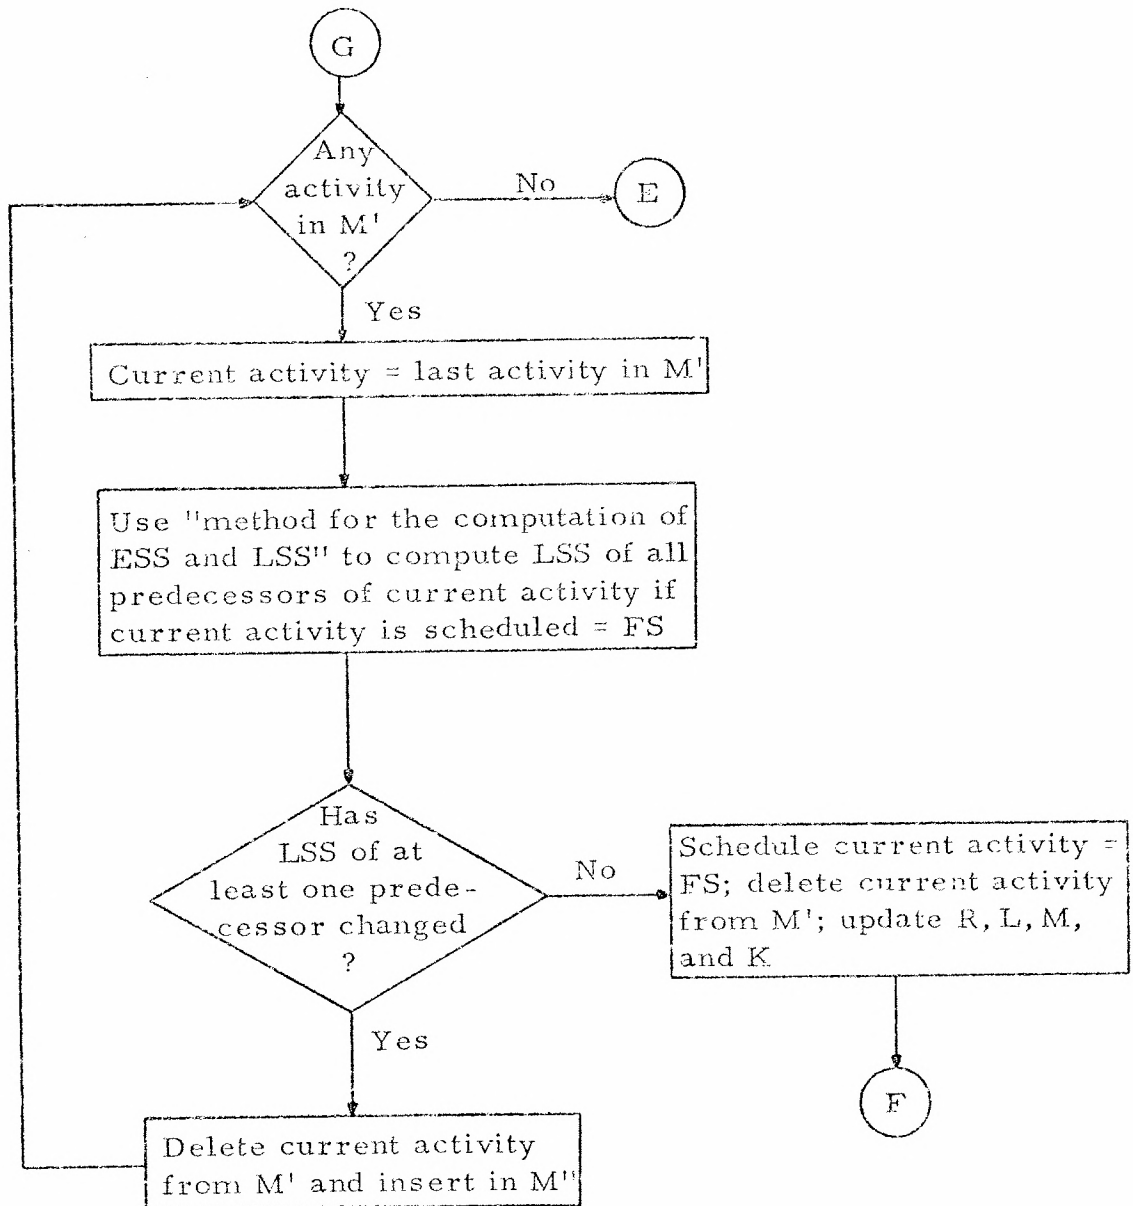 G
Any
activity
in M'
?
No
E
Yes
Current activity = last activity in M'
Use "method for the computation of
ESS and LSS" to compute LSS of all
predecessors of current activity if
current activity is scheduled = FS
Has
LSS of at
least one prede-
cessor changed
?
No
Schedule current activity =
FS; delete current activity
from M'; update R, L, M,
and K
Yes
F
Delete current activity
from M' and insert in M"